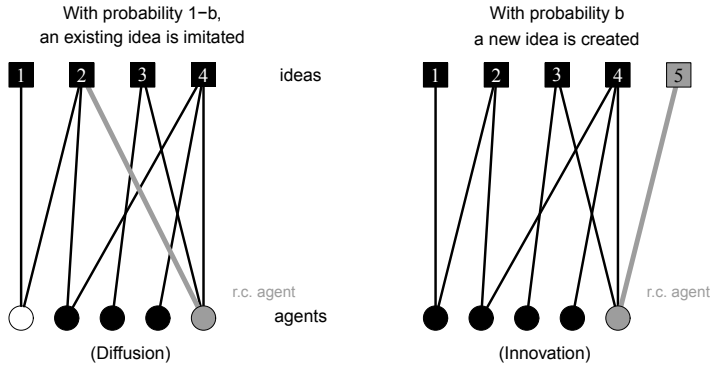 With probability 1−b,
an existing idea is imitated
With probability b
a new idea is created
1 2 3 4 ideas 1 2 3 4 5
r.c. agent
r.c. agent
agents
(Diffusion)
(Innovation)